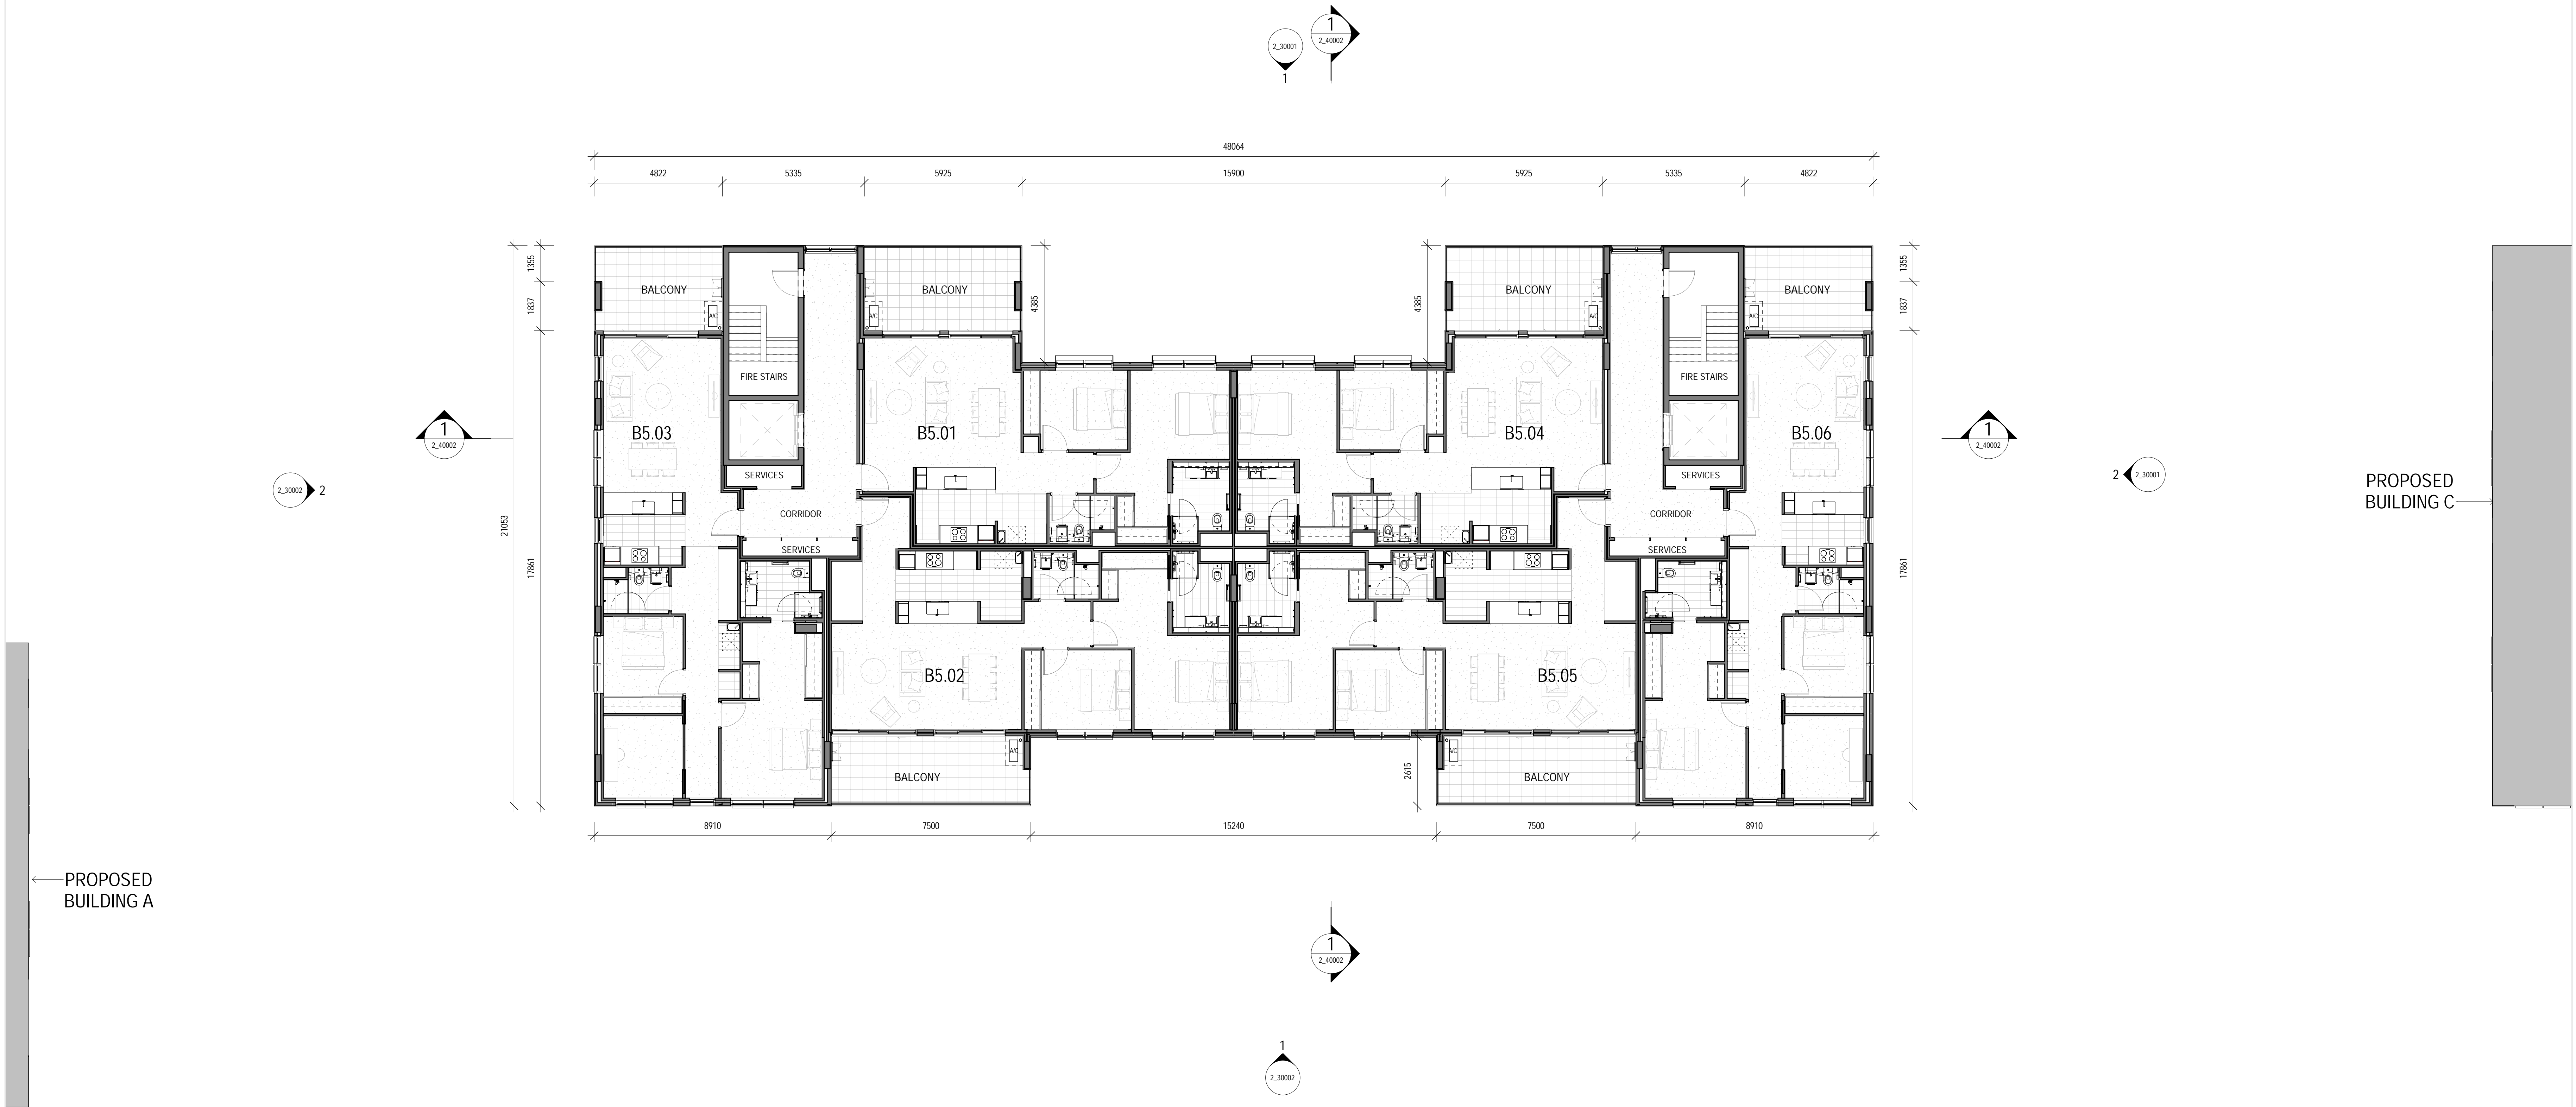 1
2_40002
2_30001
1
48064
4822
5335
5925
15900
5925
5335
4822
1355
1837
17861
21053
4385
4385
1355
1837
17861
BALCONY
BALCONY
BALCONY
BALCONY
A/C
A/C
A/C
A/C
FIRE STAIRS
FIRE STAIRS
B5.03
B5.01
B5.04
B5.06
1
2_40002
1
2_40002
2_30002
2
2
2_30001
SERVICES
SERVICES
PROPOSED
BUILDING C
CORRIDOR
CORRIDOR
SERVICES
SERVICES
B5.02
B5.05
A/C
A/C
BALCONY
BALCONY
2615
8910
7500
15240
7500
8910
PROPOSED
BUILDING A
1
2_40002
1
2_30002